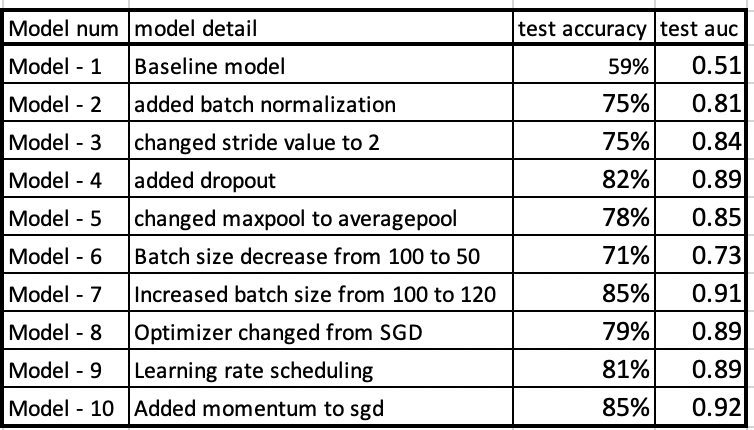 Model num model detail test accuracy test auc
Model - 1 Baseline model 59% 0.51
Model - 2 added batch normalization 75% 0.81
Model - 3 changed stride value to 2 75% 0.84
Model - 4 added dropout 82% 0.89
Model - 5 changed maxpool to averagepool 78% 0.85
Model - 6 Batch size decrease from 100 to 50 71% 0.73
Model - 7 Increased batch size from 100 to 120 85% 0.91
Model - 8 Optimizer changed from SGD 79% 0.89
Model - 9 Learning rate scheduling 81% 0.89
Model - 10 Added momentum to sgd 85% 0.92